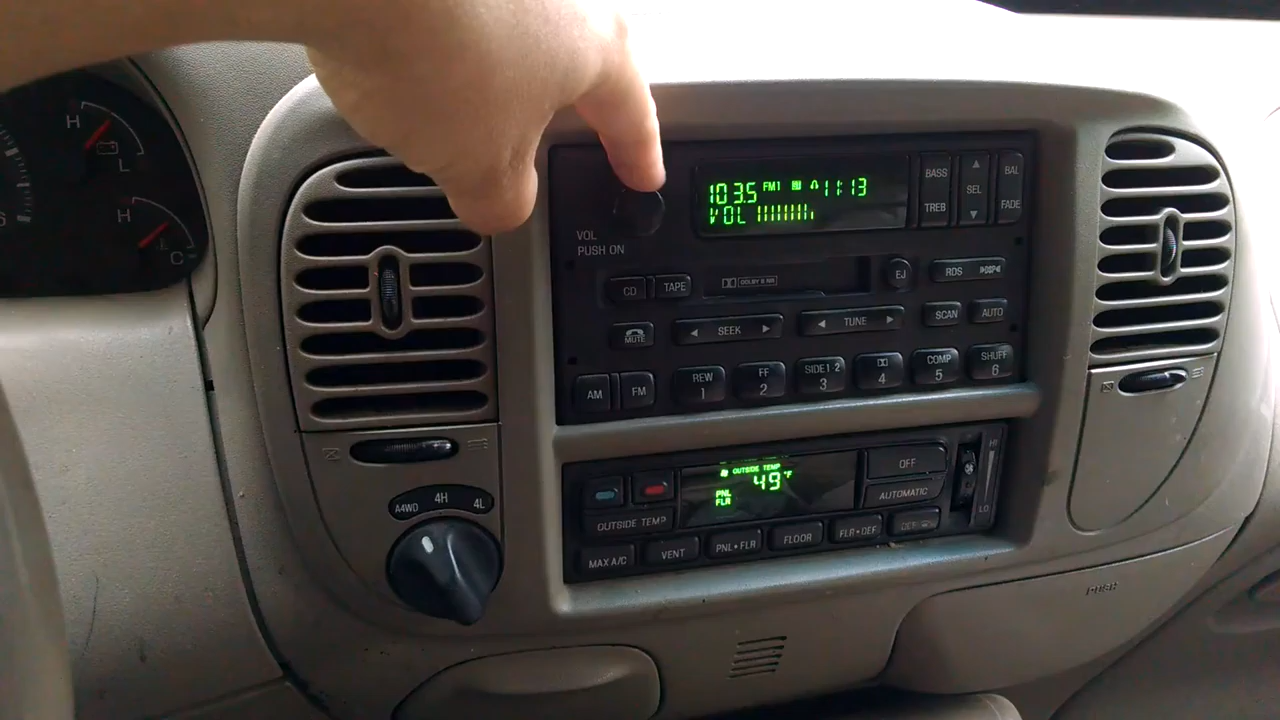 H
L
H
C
S
103.5 FM1 11:13
VOL
BASS
TREB
SEL
BAL
FADE
VOL
PUSH ON
CD TAPE
DOLBY B NR
EJ
RDS
MUTE
SEEK
TUNE
SCAN
AUTO
AM FM
REW
1
FF
2
SIDE 1·2
3
4
COMP
5
SHUFF
6
OUTSIDE TEMP
49°F
PNL
FLR
OFF
AUTOMATIC
HI
LO
OUTSIDE TEMP
MAX A/C
VENT
PNL•FLR
FLOOR
FLR•DEF
DEF
A4WD 4H 4L
PUSH